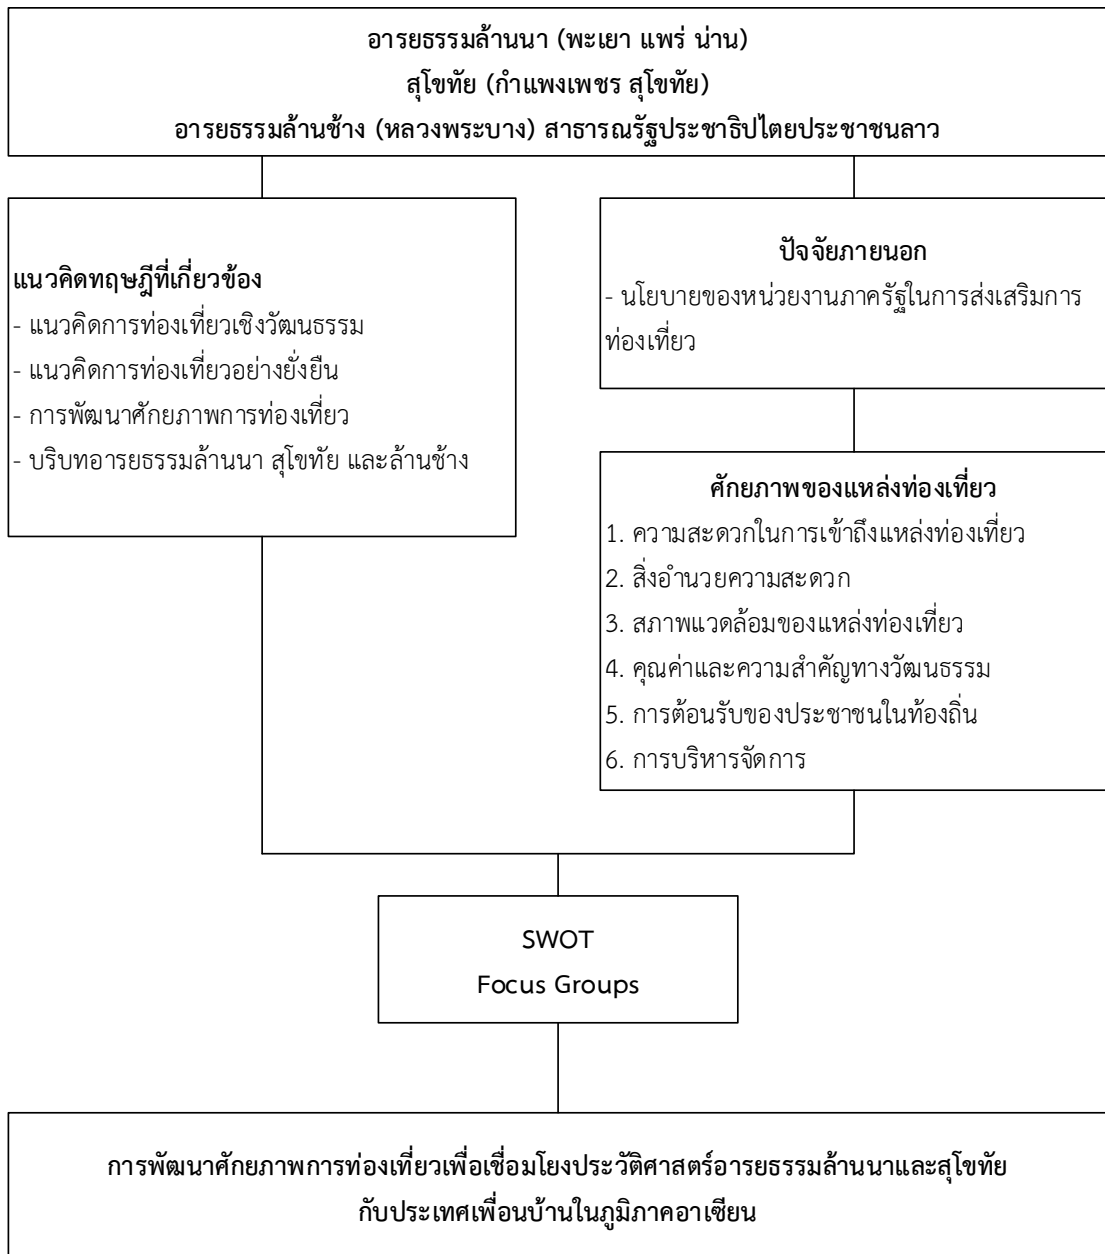 อารยธรรมล้านนา (พะเยา แพร่ น่าน)
สุโขทัย (กำแพงเพชร สุโขทัย)
อารยธรรมล้านช้าง (หลวงพระบาง) สาธารณรัฐประชาธิปไตยประชาชนลาว
แนวคิดทฤษฎีที่เกี่ยวข้อง
- แนวคิดการท่องเที่ยวเชิงวัฒนธรรม
- แนวคิดการท่องเที่ยวอย่างยั่งยืน
- การพัฒนาศักยภาพการท่องเที่ยว
- บริบทอารยธรรมล้านนา สุโขทัย และล้านช้าง
ปัจจัยภายนอก
- นโยบายของหน่วยงานภาครัฐในการส่งเสริมการ
ท่องเที่ยว
ศักยภาพของแหล่งท่องเที่ยว
1. ความสะดวกในการเข้าถึงแหล่งท่องเที่ยว
2. สิ่งอำนวยความสะดวก
3. สภาพแวดล้อมของแหล่งท่องเที่ยว
4. คุณค่าและความสำคัญทางวัฒนธรรม
5. การต้อนรับของประชาชนในท้องถิ่น
6. การบริหารจัดการ
SWOT
Focus Groups
การพัฒนาศักยภาพการท่องเที่ยวเพื่อเชื่อมโยงประวัติศาสตร์อารยธรรมล้านนาและสุโขทัย
กับประเทศเพื่อนบ้านในภูมิภาคอาเซียน